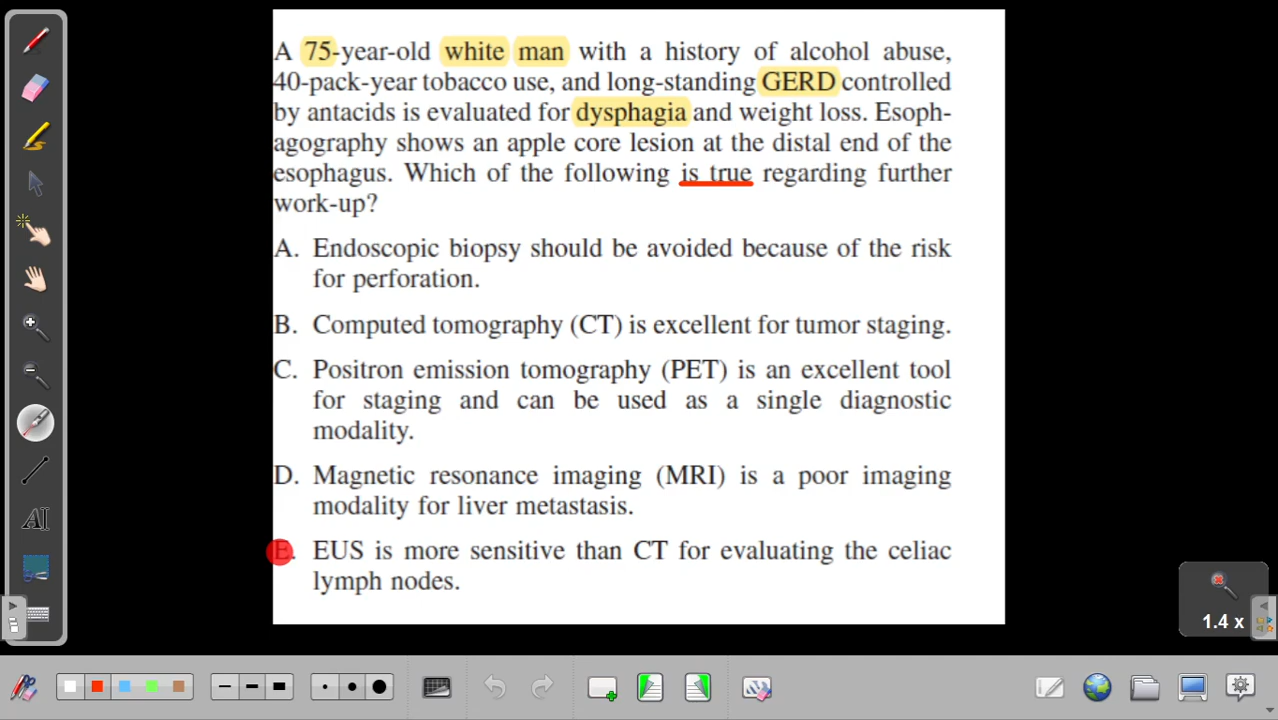 A 75-year-old white man with a history of alcohol abuse,
40-pack-year tobacco use, and long-standing GERD controlled
by antacids is evaluated for dysphagia and weight loss. Esoph-
agography shows an apple core lesion at the distal end of the
esophagus. Which of the following is true regarding further
work-up?
A. Endoscopic biopsy should be avoided because of the risk
for perforation.
B. Computed tomography (CT) is excellent for tumor staging.
C. Positron emission tomography (PET) is an excellent tool
for staging and can be used as a single diagnostic
modality.
D. Magnetic resonance imaging (MRI) is a poor imaging
modality for liver metastasis.
E. EUS is more sensitive than CT for evaluating the celiac
lymph nodes.
AI
1.4 x